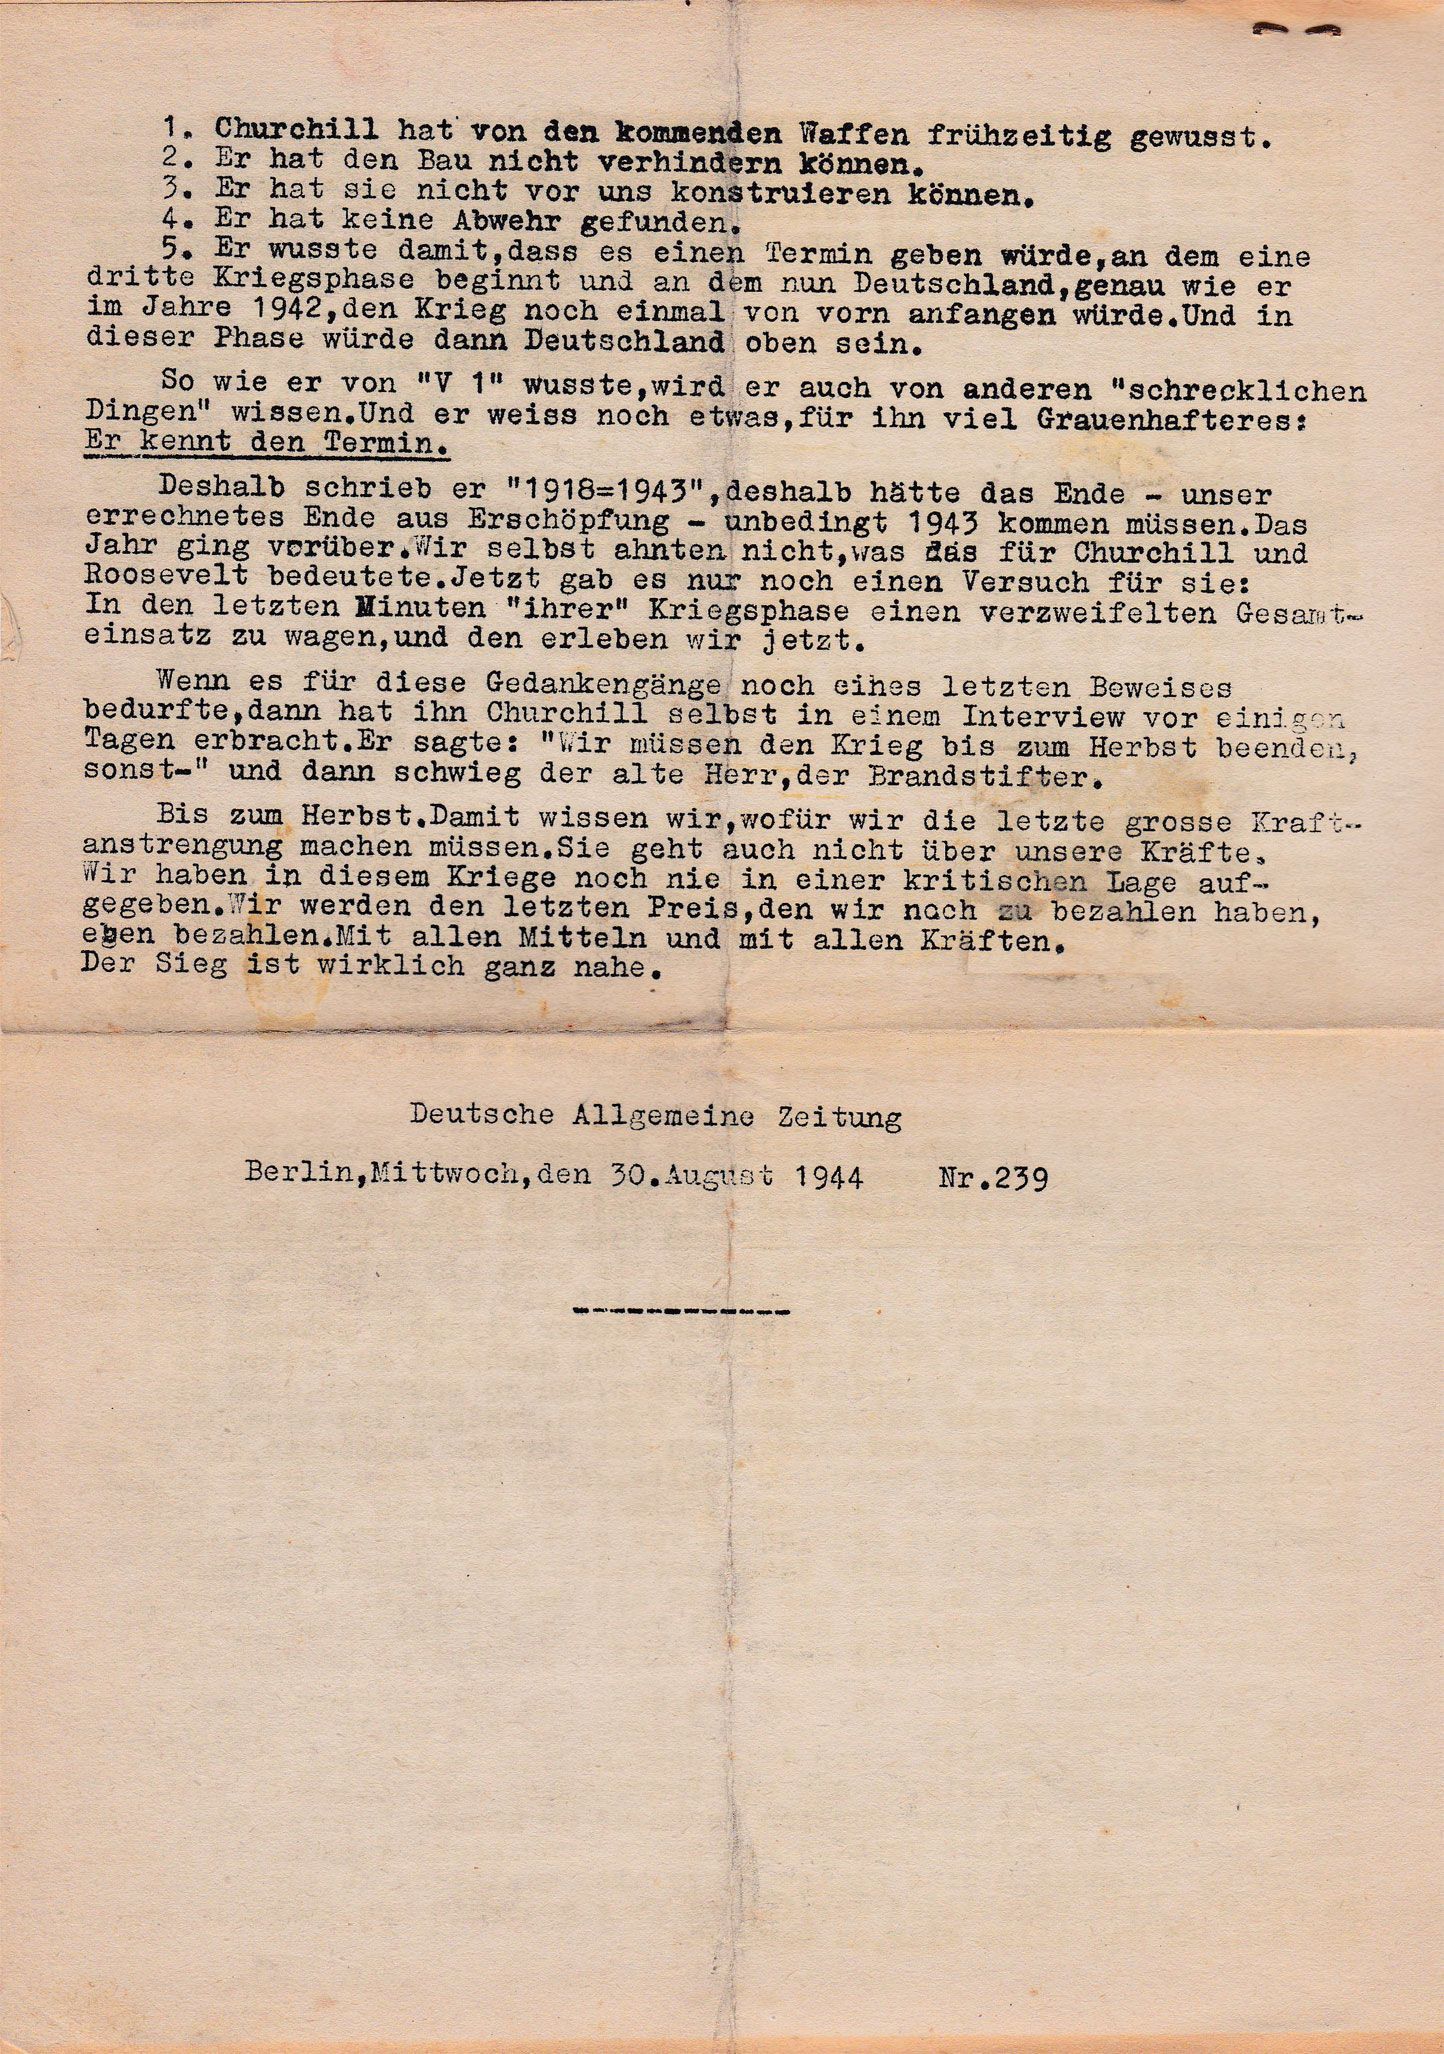 1. Churchill hat von den kommenden Waffen frühzeitig gewusst.
2. Er hat den Bau nicht verhindern können.
3. Er hat sie nicht vor uns konstruieren können.
4. Er hat keine Abwehr gefunden.
5. Er wusste damit,dass es einen Termin geben würde,an dem eine
dritte Kriegsphase beginnt und an dem nun Deutschland,genau wie er
im Jahre 1942,den Krieg noch einmal von vorn anfangen würde.Und in
dieser Phase würde dann Deutschland oben sein.
So wie er von "V 1" wusste,wird er auch von anderen "schrecklichen
Dingen" wissen.Und er weiss noch etwas,für ihn viel Grauenhafteres:
Er kennt den Termin.
Deshalb schrieb er "1918=1943",deshalb hätte das Ende - unser
errechnetes Ende aus Erschöpfung - unbedingt 1943 kommen müssen.Das
Jahr ging vorüber.Wir selbst ahnten nicht,was das für Churchill und
Roosevelt bedeutete.Jetzt gab es nur noch einen Versuch für sie:
In den letzten Minuten "ihrer" Kriegsphase einen verzweifelten Gesamt-
einsatz zu wagen,und den erleben wir jetzt.
Wenn es für diese Gedankengänge noch eines letzten Beweises
bedurfte,dann hat ihn Churchill selbst in einem Interview vor einigen
Tagen erbracht.Er sagte: "Wir müssen den Krieg bis zum Herbst beenden,
sonst-" und dann schwieg der alte Herr,der Brandstifter.
Bis zum Herbst.Damit wissen wir,wofür wir die letzte grosse Kraft-
anstrengung machen müssen.Sie geht auch nicht über unsere Kräfte.
Wir haben in diesem Kriege noch nie in einer kritischen Lage auf-
gegeben.Wir werden den letzten Preis,den wir noch zu bezahlen haben,
eben bezahlen.Mit allen Mitteln und mit allen Kräften.
Der Sieg ist wirklich ganz nahe.
Deutsche Allgemeine Zeitung
Berlin,Mittwoch,den 30.August 1944 Nr.239